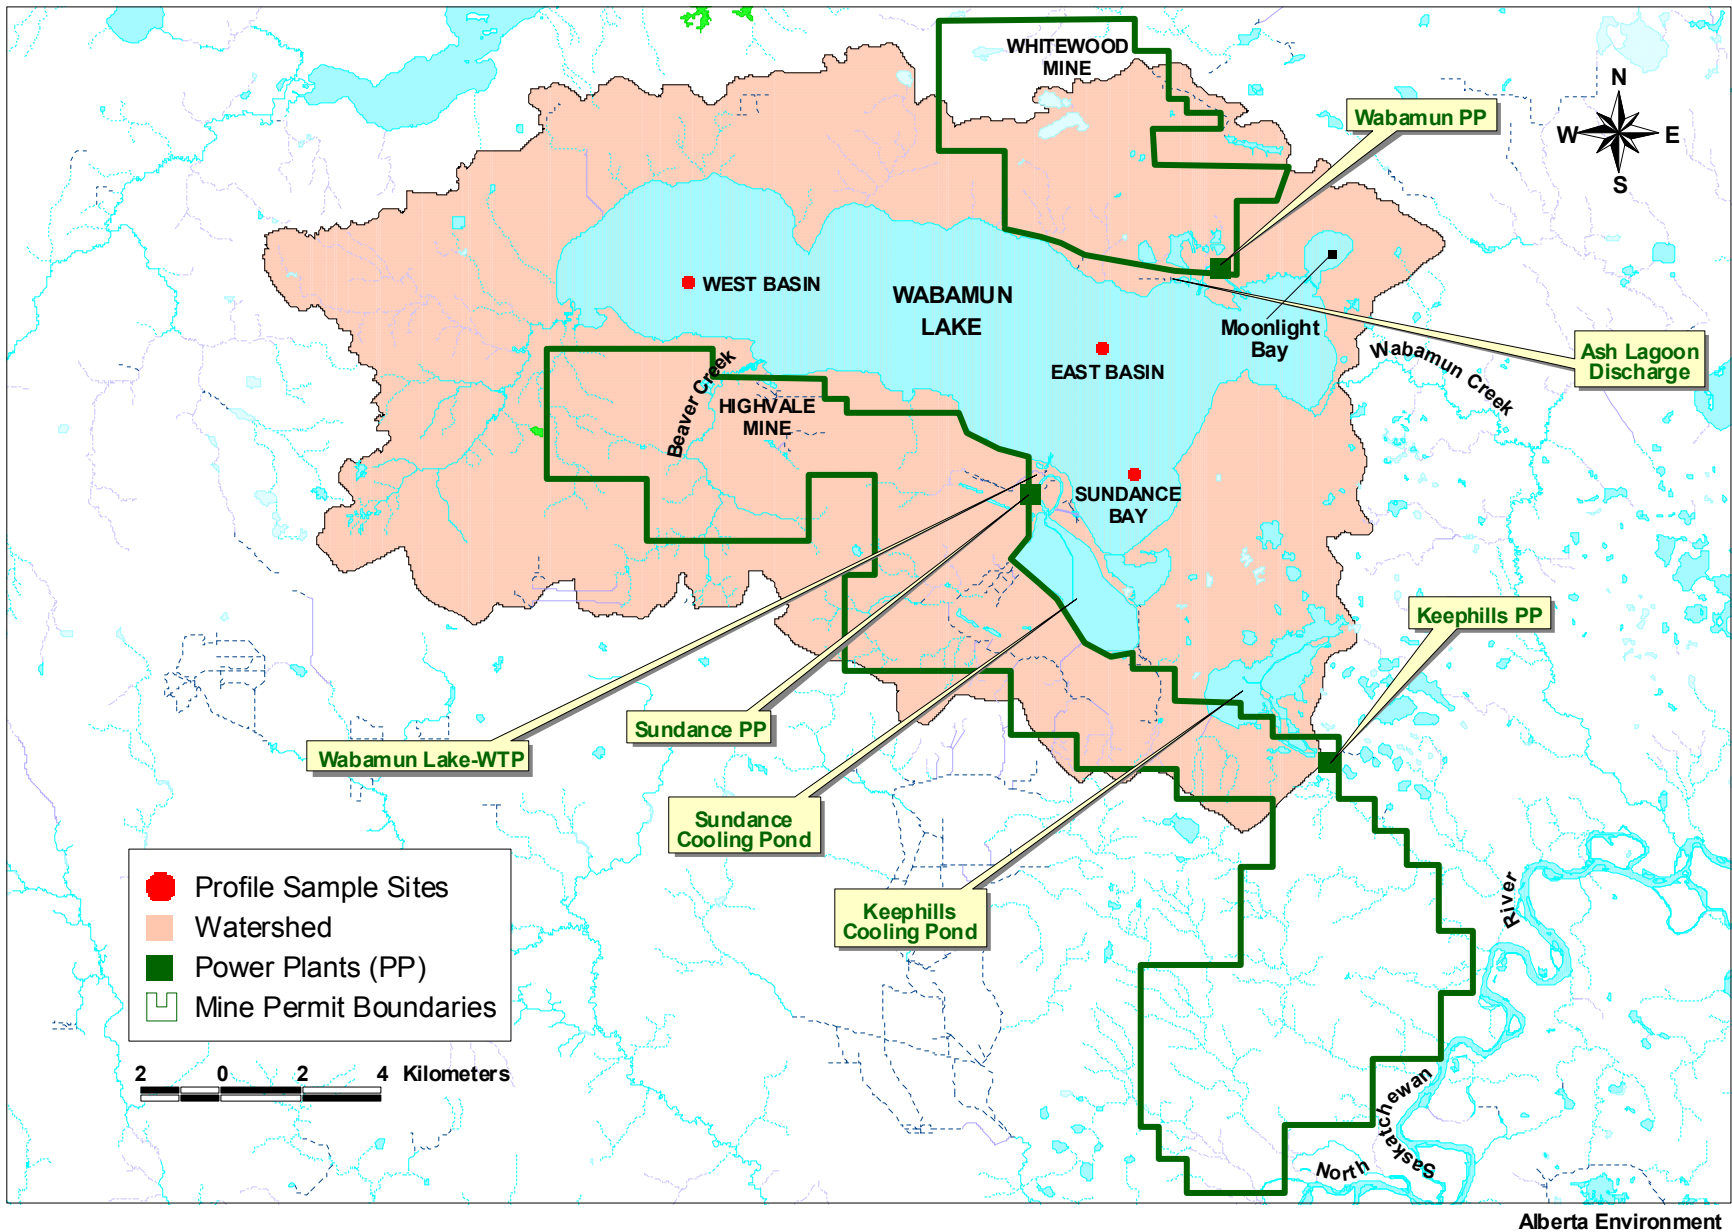 WHITEWOOD
MINE
N
W
E
S
Wabamun PP
WEST BASIN
WABAMUN
LAKE
Moonlight
Bay
Ash Lagoon
Discharge
Wabamun Creek
EAST BASIN
Beaver Creek
HIGHVALE
MINE
SUNDANCE
BAY
Keephills PP
Sundance PP
Wabamun Lake-WTP
Sundance
Cooling Pond
Keephills
Cooling Pond
Profile Sample Sites
Watershed
Power Plants (PP)
Mine Permit Boundaries
2 0 2 4 Kilometers
North
Saskatchewan
River
Alberta Environment